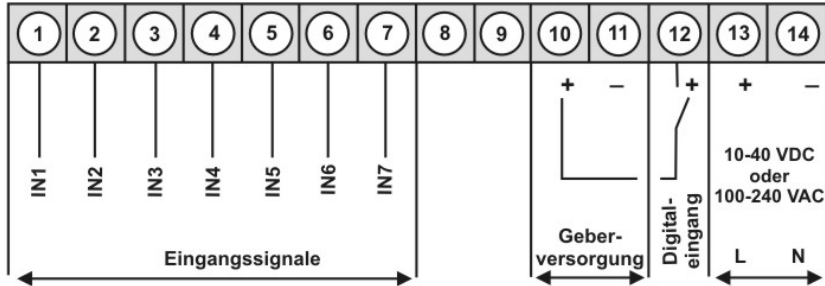 1 2 3 4 5 6 7 8 9 10 11 12 13 14
+ – + + –
IN1
IN2
IN3
IN4
IN5
IN6
IN7
Eingangssignale
Geber-
versorgung
Digital-
eingang
10-40 VDC
oder
100-240 VAC
L N